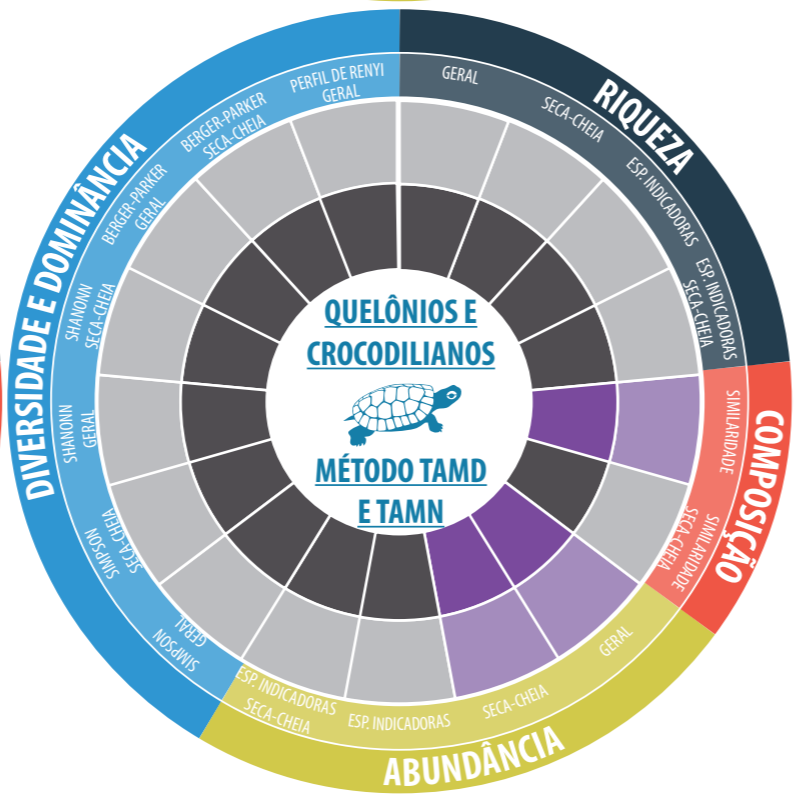 QUELÔNIOS E
CROCODILIANOS
MÉTODO TAMD
E TAMN
RIQUEZA
GERAL
SECA-CHEIA
ESP. INDICADORAS
ESP. INDICADORAS
SECA-CHEIA
COMPOSIÇÃO
SIMILARIDADE
SIMILARIDADE
SECA-CHEIA
ABUNDÂNCIA
GERAL
SECA-CHEIA
ESP. INDICADORAS
ESP. INDICADORAS
SECA-CHEIA
DIVERSIDADE E DOMINÂNCIA
SIMPSON
GERAL
SIMPSON
SECA-CHEIA
SHANONN
GERAL
SHANONN
SECA-CHEIA
BERGER-PARKER
GERAL
BERGER-PARKER
SECA-CHEIA
PERFIL DE RENYI
GERAL